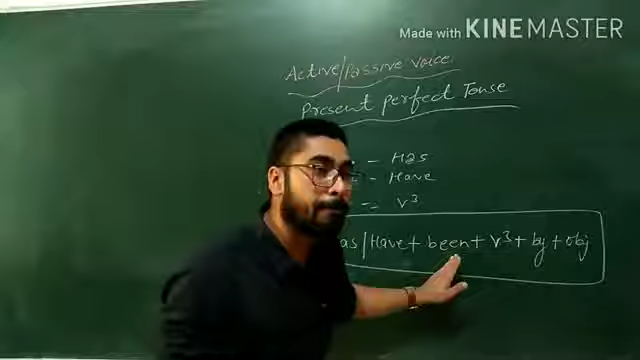 Made with KINEMASTER
Active/Passive Voice
Present perfect Tense
- Has
- Have
= V³
as/Have + been + V³ + by + obj